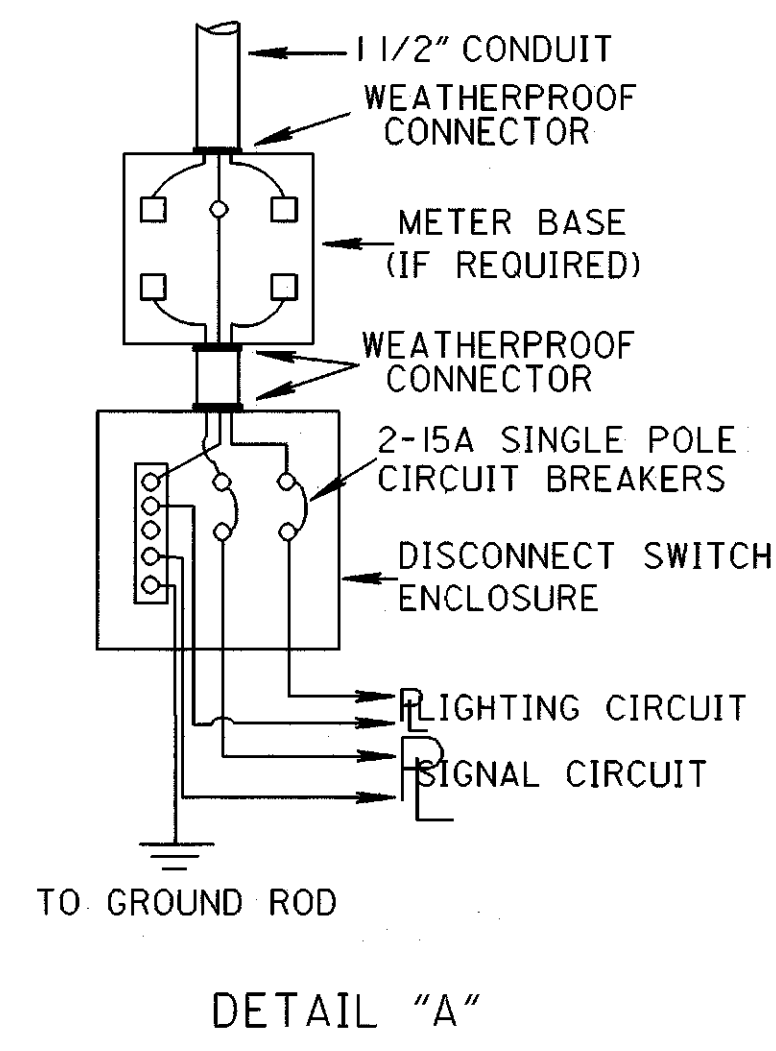 1 1/2" CONDUIT
WEATHERPROOF
CONNECTOR
METER BASE
(IF REQUIRED)
WEATHERPROOF
CONNECTOR
2-15A SINGLE POLE
CIRCUIT BREAKERS
DISCONNECT SWITCH
ENCLOSURE
LIGHTING CIRCUIT
SIGNAL CIRCUIT
TO GROUND ROD
DETAIL "A"